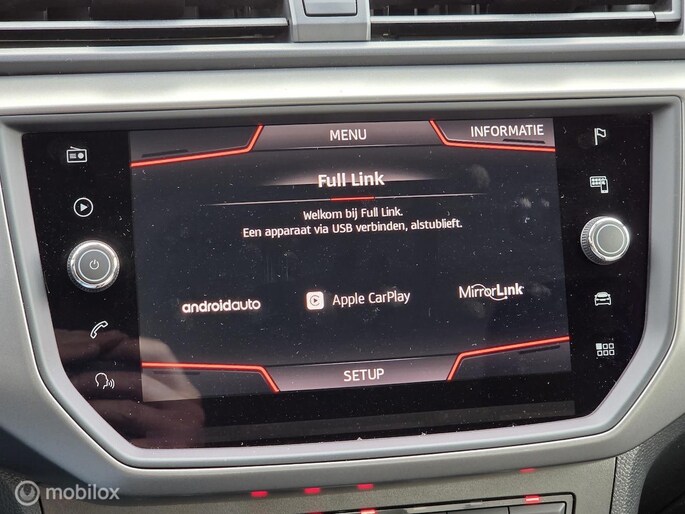 MENU
INFORMATIE
Full Link
Welkom bij Full Link.
Een apparaat via USB verbinden, alstublieft.
androidauto
Apple CarPlay
MirrorLink
SETUP
mobilox